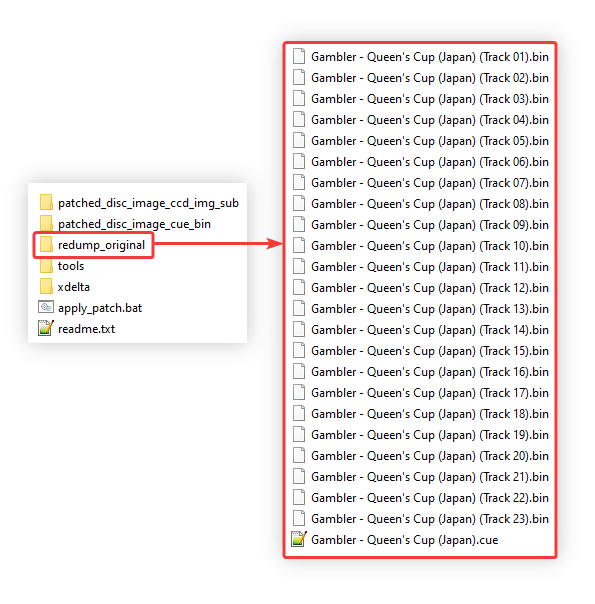 patched_disc_image_ccd_img_sub
patched_disc_image_cue_bin
redump_original
tools
xdelta
apply_patch.bat
readme.txt
Gambler - Queen's Cup (Japan) (Track 01).bin
Gambler - Queen's Cup (Japan) (Track 02).bin
Gambler - Queen's Cup (Japan) (Track 03).bin
Gambler - Queen's Cup (Japan) (Track 04).bin
Gambler - Queen's Cup (Japan) (Track 05).bin
Gambler - Queen's Cup (Japan) (Track 06).bin
Gambler - Queen's Cup (Japan) (Track 07).bin
Gambler - Queen's Cup (Japan) (Track 08).bin
Gambler - Queen's Cup (Japan) (Track 09).bin
Gambler - Queen's Cup (Japan) (Track 10).bin
Gambler - Queen's Cup (Japan) (Track 11).bin
Gambler - Queen's Cup (Japan) (Track 12).bin
Gambler - Queen's Cup (Japan) (Track 13).bin
Gambler - Queen's Cup (Japan) (Track 14).bin
Gambler - Queen's Cup (Japan) (Track 15).bin
Gambler - Queen's Cup (Japan) (Track 16).bin
Gambler - Queen's Cup (Japan) (Track 17).bin
Gambler - Queen's Cup (Japan) (Track 18).bin
Gambler - Queen's Cup (Japan) (Track 19).bin
Gambler - Queen's Cup (Japan) (Track 20).bin
Gambler - Queen's Cup (Japan) (Track 21).bin
Gambler - Queen's Cup (Japan) (Track 22).bin
Gambler - Queen's Cup (Japan) (Track 23).bin
Gambler - Queen's Cup (Japan).cue